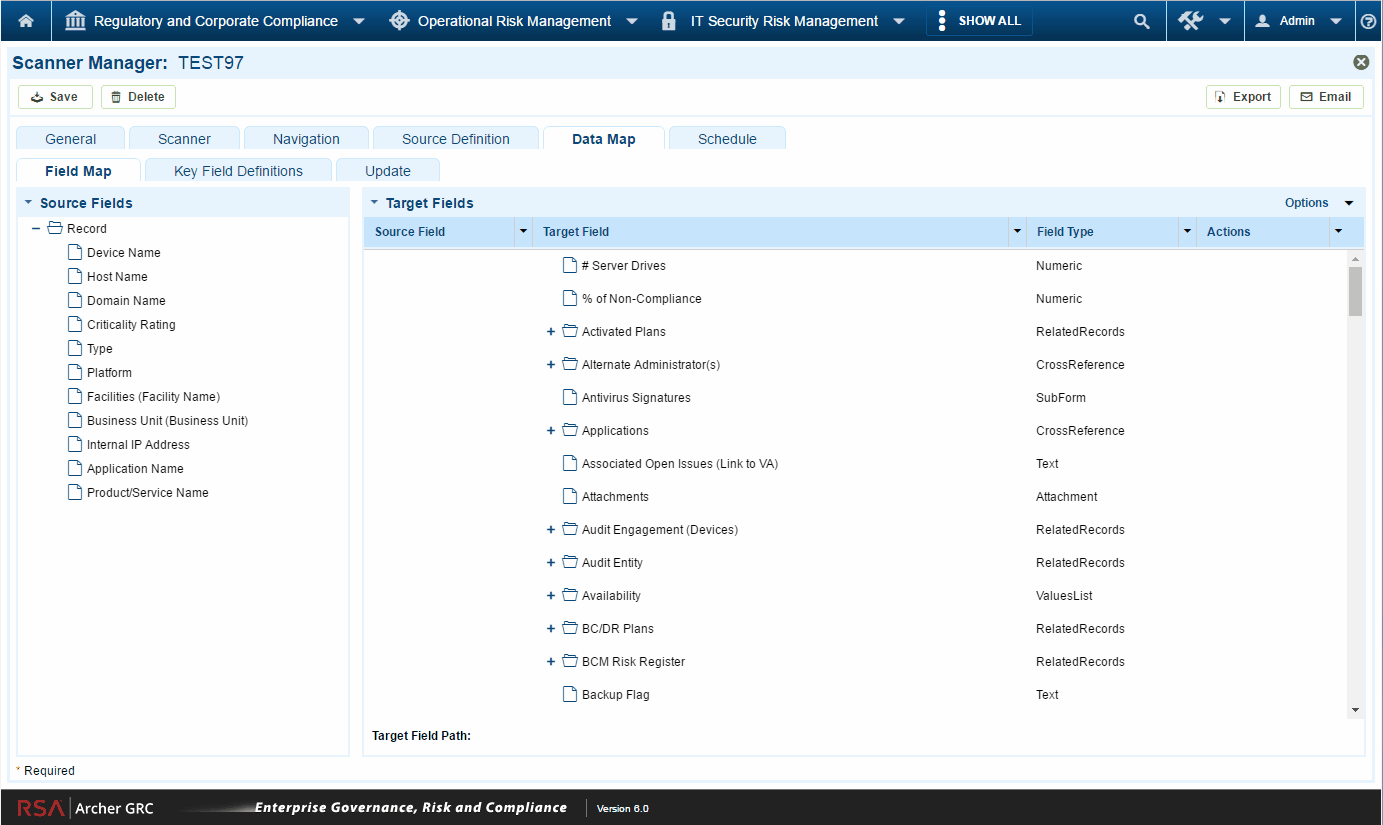 Regulatory and Corporate Compliance Operational Risk Management IT Security Risk Management SHOW ALL Admin
Scanner Manager: TEST97
Save Delete Export Email
General Scanner Navigation Source Definition Data Map Schedule
Field Map Key Field Definitions Update
Source Fields
Record
Device Name
Host Name
Domain Name
Criticality Rating
Type
Platform
Facilities (Facility Name)
Business Unit (Business Unit)
Internal IP Address
Application Name
Product/Service Name
Target Fields Options
Source Field Target Field Field Type Actions
# Server Drives Numeric
% of Non-Compliance Numeric
Activated Plans RelatedRecords
Alternate Administrator(s) CrossReference
Antivirus Signatures SubForm
Applications CrossReference
Associated Open Issues (Link to VA) Text
Attachments Attachment
Audit Engagement (Devices) RelatedRecords
Audit Entity RelatedRecords
Availability ValuesList
BC/DR Plans RelatedRecords
BCM Risk Register RelatedRecords
Backup Flag Text
Target Field Path:
* Required
RSA Archer GRC Enterprise Governance, Risk and Compliance Version 6.0